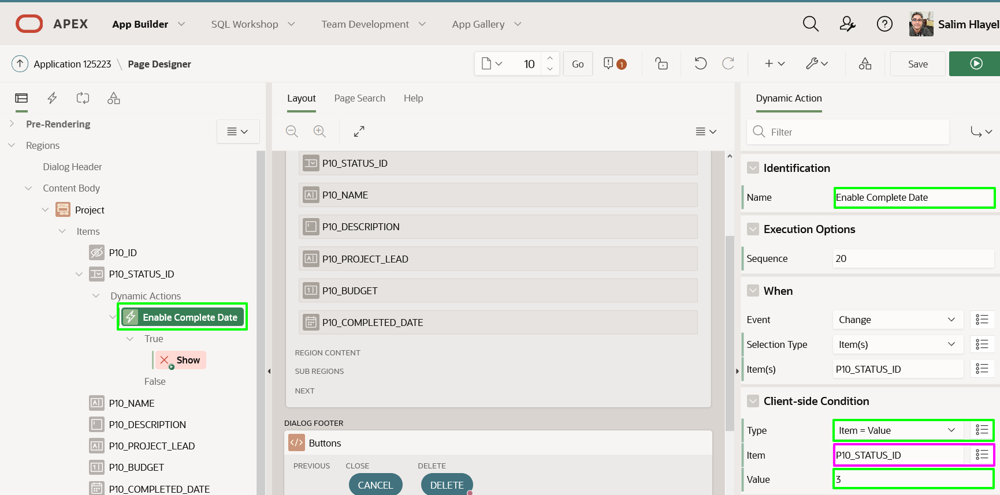 APEX App Builder SQL Workshop Team Development App Gallery Salim Hlayel
Application 125223 \ Page Designer 10 Go 1 Save
Layout Page Search Help
Dynamic Action
Pre-Rendering
Regions
Dialog Header
Content Body
Project
Items
P10_ID
P10_STATUS_ID
Dynamic Actions
Enable Complete Date
True
Show
False
P10_NAME
P10_DESCRIPTION
P10_PROJECT_LEAD
P10_BUDGET
P10_COMPLETED_DATE
P10_STATUS_ID
P10_NAME
P10_DESCRIPTION
P10_PROJECT_LEAD
P10_BUDGET
P10_COMPLETED_DATE
REGION CONTENT
SUB REGIONS
NEXT
DIALOG FOOTER
Buttons
PREVIOUS CLOSE DELETE
CANCEL DELETE
Filter
Identification
Name Enable Complete Date
Execution Options
Sequence 20
When
Event Change
Selection Type Item(s)
Item(s) P10_STATUS_ID
Client-side Condition
Type Item = Value
Item P10_STATUS_ID
Value 3